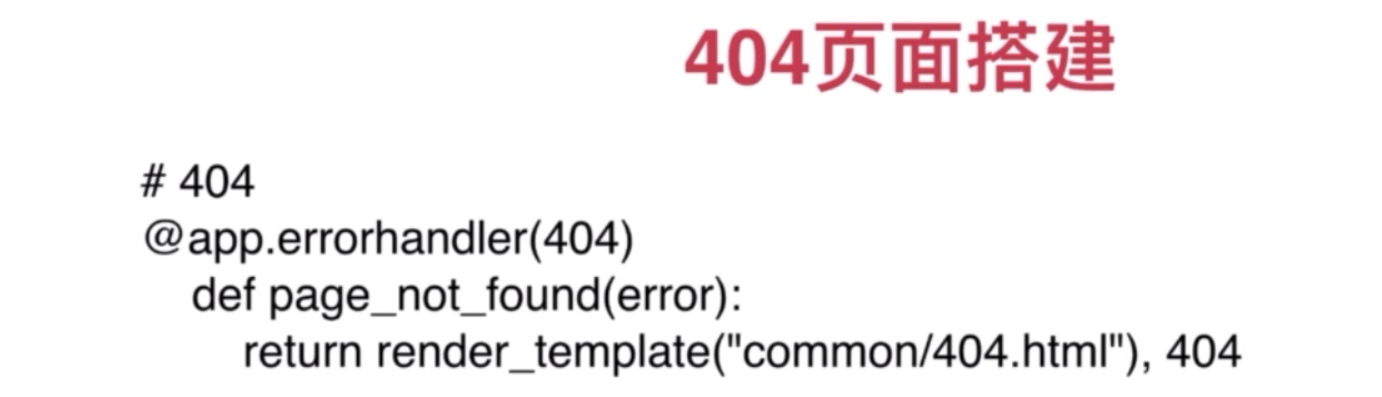 404页面搭建
# 404
@app.errorhandler(404)
def page_not_found(error):
return render_template("common/404.html"), 404